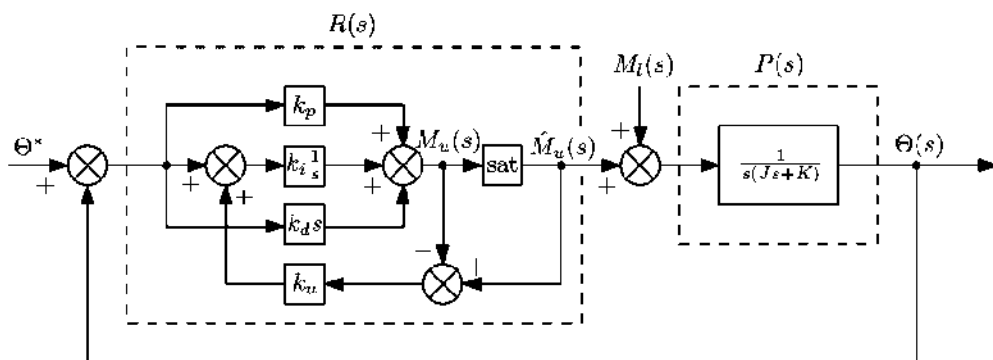 R(s)
M_l(s)
P(s)
k_p
Θ*
+
+
M_u(s)
M̂_u(s)
+
Θ(s)
+
+
k_i 1/s
+
sat
+
1/(s(Js+K))
+
k_d s
−
k_u
+